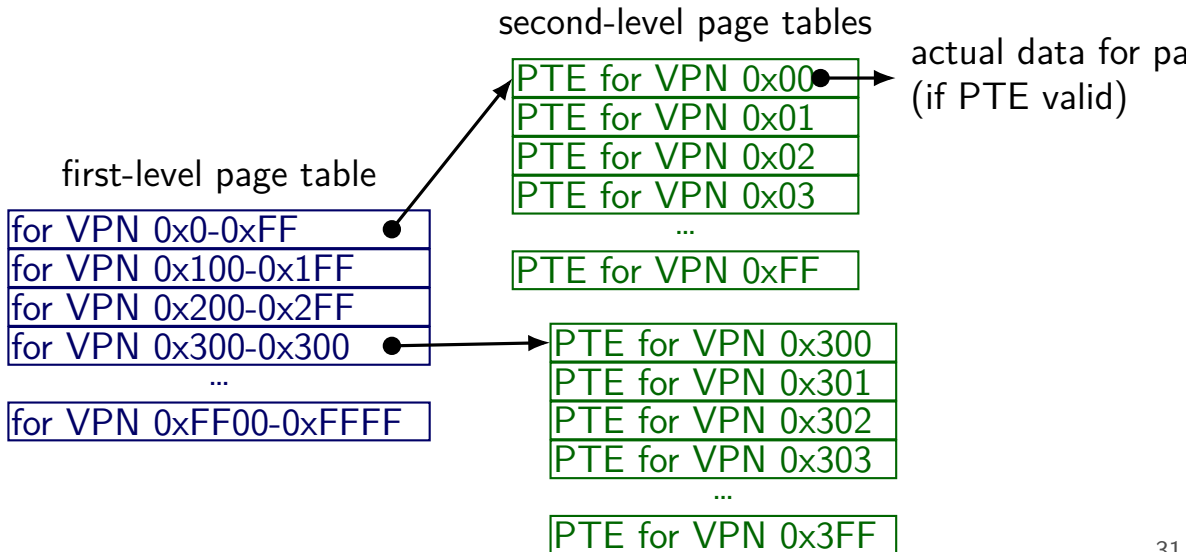 second-level page tables
actual data for pa
(if PTE valid)
PTE for VPN 0x00
PTE for VPN 0x01
PTE for VPN 0x02
PTE for VPN 0x03
...
PTE for VPN 0xFF
first-level page table
for VPN 0x0-0xFF
for VPN 0x100-0x1FF
for VPN 0x200-0x2FF
for VPN 0x300-0x300
...
for VPN 0xFF00-0xFFFF
PTE for VPN 0x300
PTE for VPN 0x301
PTE for VPN 0x302
PTE for VPN 0x303
...
PTE for VPN 0x3FF
31